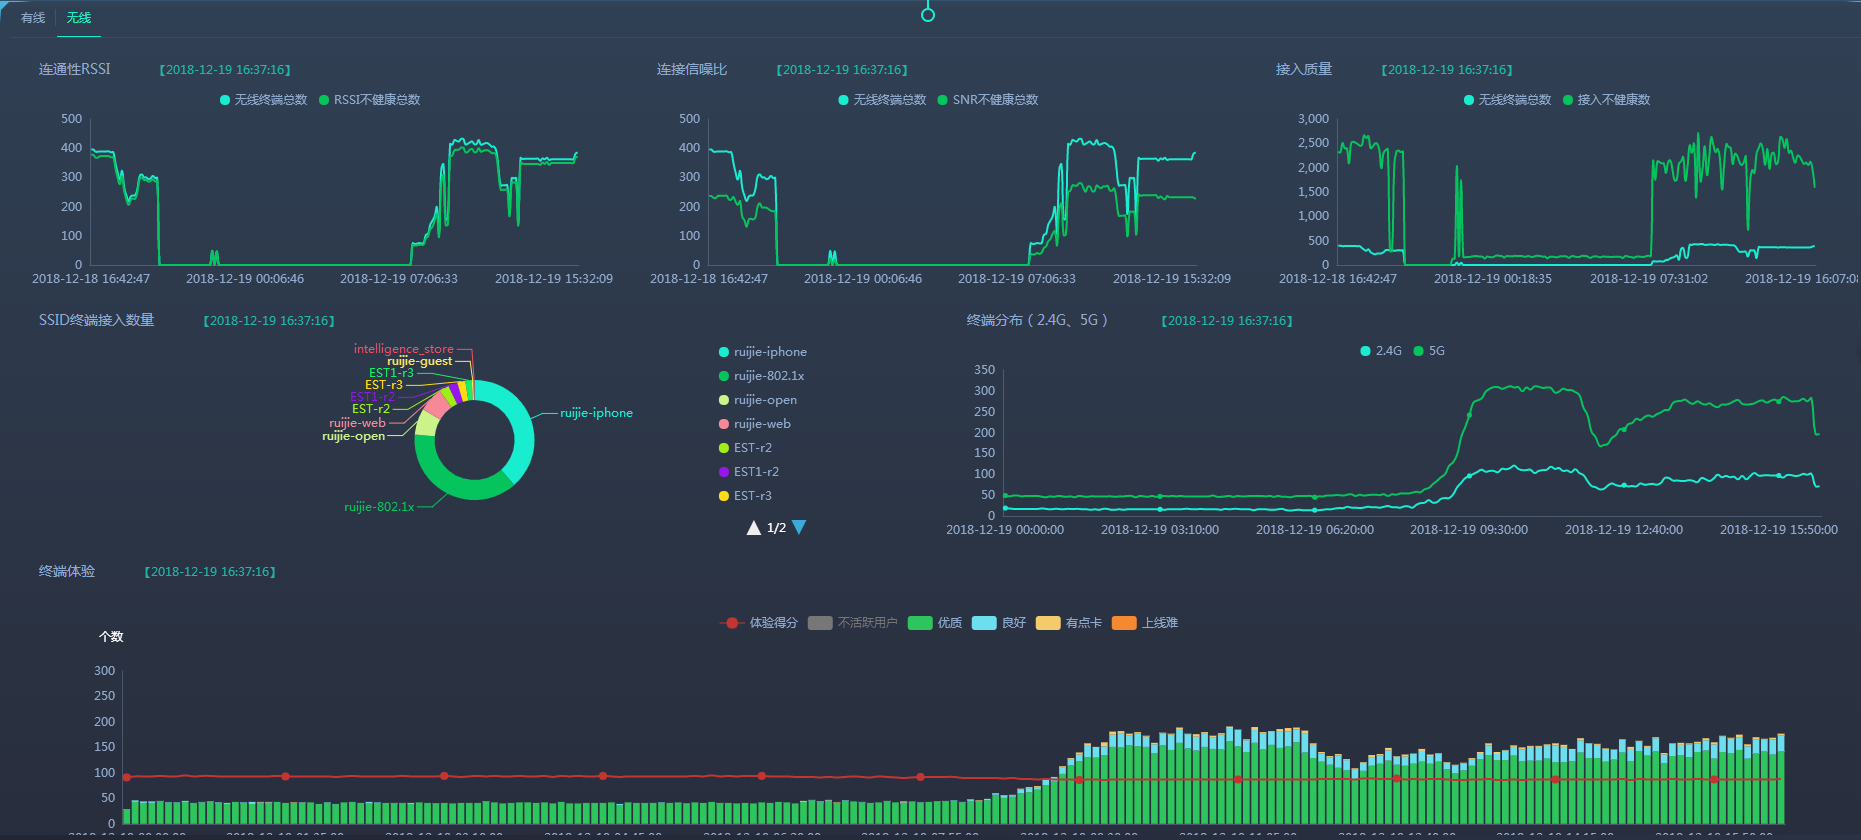 有线 无线
连通性RSSI 【2018-12-19 16:37:16】
无线终端总数 RSSI不健康总数
500
400
300
200
100
0
2018-12-18 16:42:47 2018-12-19 00:06:46 2018-12-19 07:06:33 2018-12-19 15:32:09
连接信噪比 【2018-12-19 16:37:16】
无线终端总数 SNR不健康总数
500
400
300
200
100
0
2018-12-18 16:42:47 2018-12-19 00:06:46 2018-12-19 07:06:33 2018-12-19 15:32:09
接入质量 【2018-12-19 16:37:16】
无线终端总数 接入不健康数
3,000
2,500
2,000
1,500
1,000
500
0
2018-12-18 16:42:47 2018-12-19 00:18:35 2018-12-19 07:31:02 2018-12-19 16:07:0
SSID终端接入数量 【2018-12-19 16:37:16】
intelligence_store
ruijie-guest
EST1-r3
EST-r3
EST1-r2
EST-r2
ruijie-web
ruijie-open
ruijie-iphone
ruijie-802.1x
ruijie-iphone
ruijie-802.1x
ruijie-open
ruijie-web
EST-r2
EST1-r2
EST-r3
1/2
终端分布（2.4G、5G） 【2018-12-19 16:37:16】
2.4G 5G
350
300
250
200
150
100
50
0
2018-12-19 00:00:00 2018-12-19 03:10:00 2018-12-19 06:20:00 2018-12-19 09:30:00 2018-12-19 12:40:00 2018-12-19 15:50:00
终端体验 【2018-12-19 16:37:16】
体验得分 不活跃用户 优质 良好 有点卡 上线难
个数
300
250
200
150
100
50
0